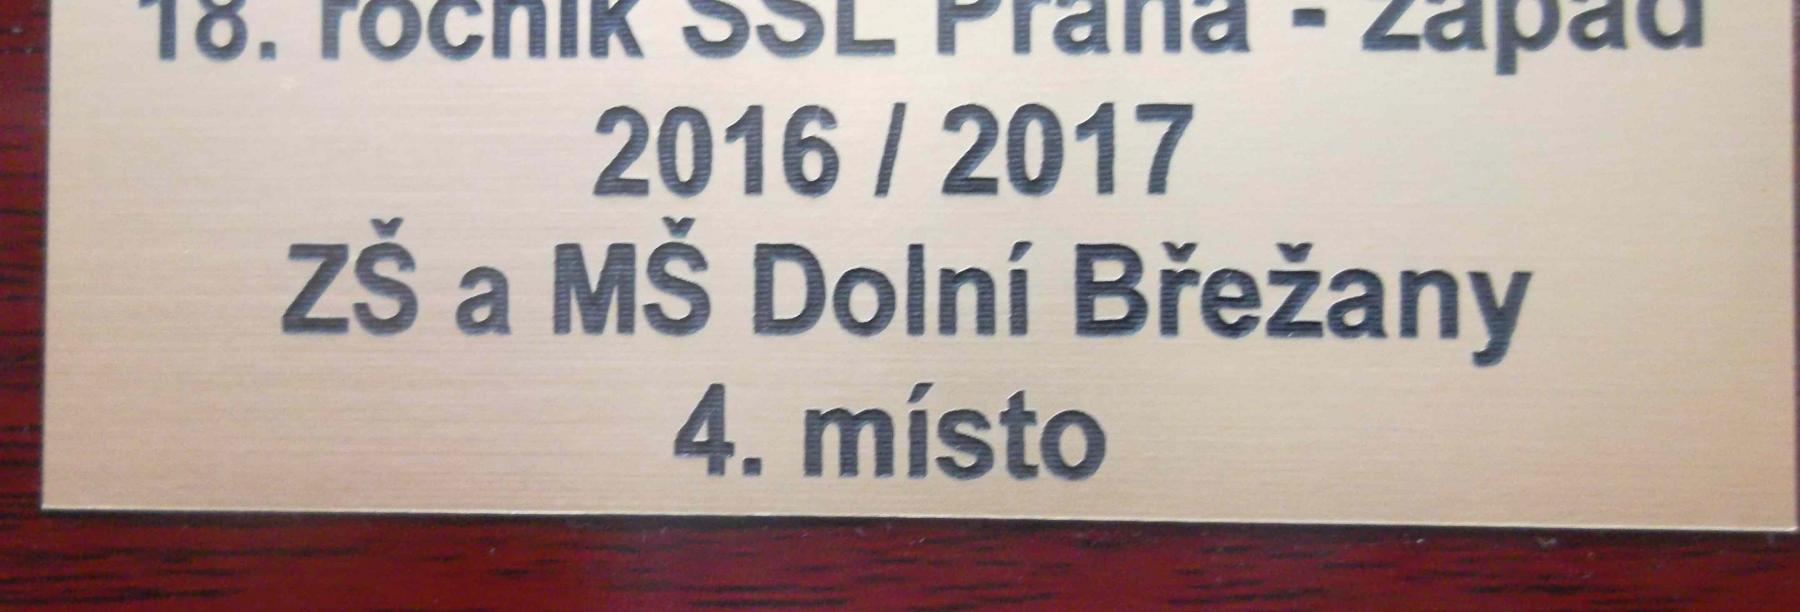 18. ročník SSL Praha - západ
2016 / 2017
ZŠ a MŠ Dolní Břežany
4. místo